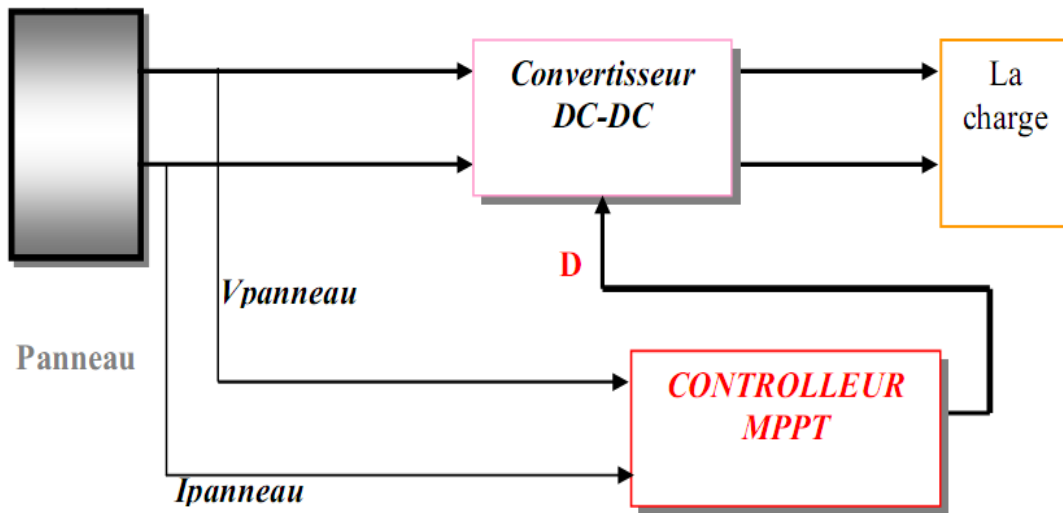 Convertisseur
DC-DC
La
charge
D
Vpanneau
Panneau
CONTROLLEUR
MPPT
Ipanneau